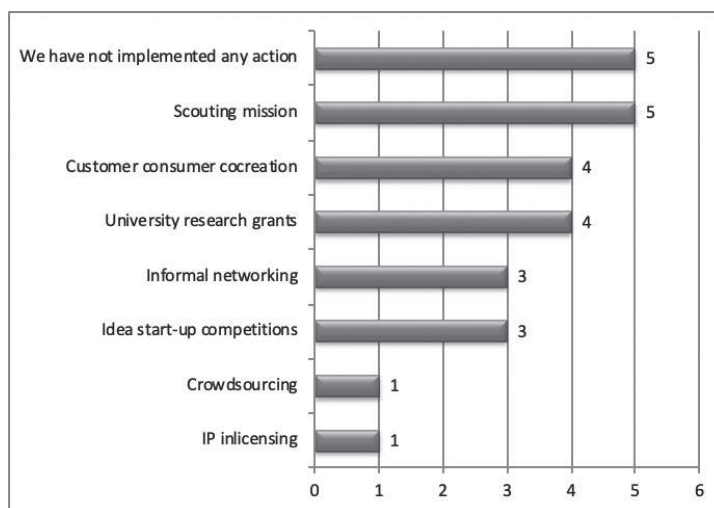 We have not implemented any action 5
Scouting mission 5
Customer consumer cocreation 4
University research grants 4
Informal networking 3
Idea start-up competitions 3
Crowdsourcing 1
IP inlicensing 1
0 1 2 3 4 5 6